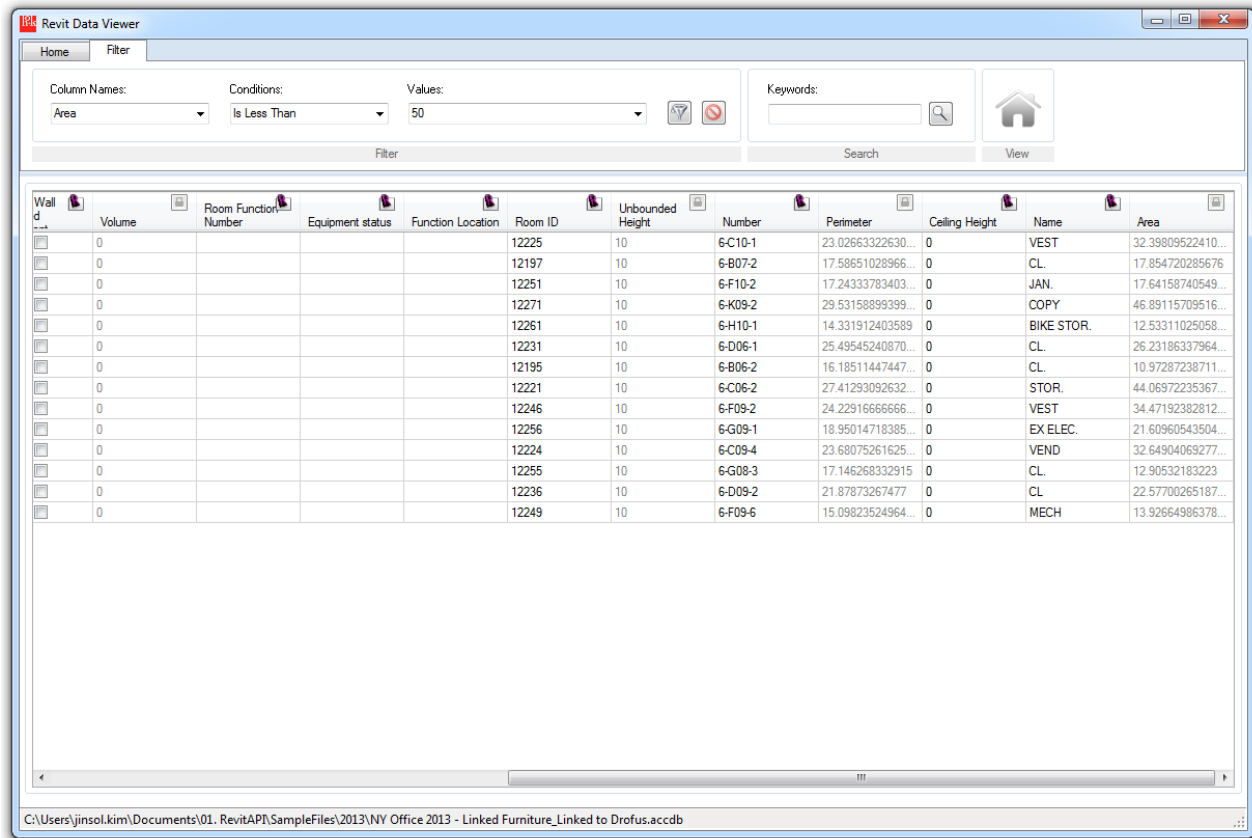 Revit Data Viewer
Home Filter
Column Names: Conditions: Values: Keywords:
Area Is Less Than 50
Filter Search View
Wall
d Volume Room Function Number Equipment status Function Location Room ID Unbounded Height Number Perimeter Ceiling Height Name Area
0 12225 10 6-C10-1 23.02663322630... 0 VEST 32.39809522410...
0 12197 10 6-B07-2 17.58651028966... 0 CL. 17.854720285676
0 12251 10 6-F10-2 17.24333783403... 0 JAN. 17.64158740549...
0 12271 10 6-K09-2 29.53158899399... 0 COPY 46.89115709516...
0 12261 10 6-H10-1 14.331912403589 0 BIKE STOR. 12.53311025058...
0 12231 10 6-D06-1 25.49545240870... 0 CL. 26.23186337964...
0 12195 10 6-B06-2 16.18511447447... 0 CL. 10.97287238711...
0 12221 10 6-C06-2 27.41293092632... 0 STOR. 44.06972235367...
0 12246 10 6-F09-2 24.22916666666... 0 VEST 34.47192382812...
0 12256 10 6-G09-1 18.95014718385... 0 EX ELEC. 21.60960543504...
0 12224 10 6-C09-4 23.68075261625... 0 VEND 32.64904069277...
0 12255 10 6-G08-3 17.146268332915 0 CL. 12.90532183223
0 12236 10 6-D09-2 21.87873267477 0 CL 22.57700265187...
0 12249 10 6-F09-6 15.09823524964... 0 MECH 13.92664986378...
C:\Users\jinsol.kim\Documents\01. RevitAPI\SampleFiles\2013\NY Office 2013 - Linked Furniture_Linked to Drofus.accdb